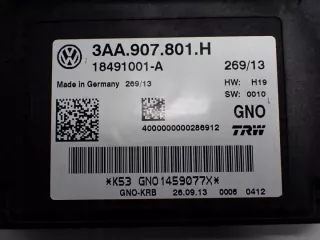 3AA.907.801.H
18491001-A 269/13
Made in Germany 269/13 HW: H19
SW: 0010
GNO
4000000000286912 TRW
*K53 GNO1459077X*
GNO-KRB 26.09.13 0006 0412